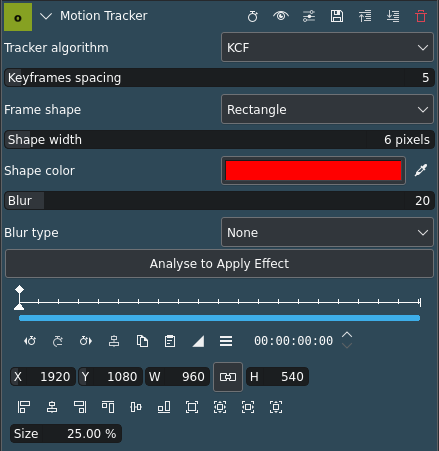 Motion Tracker
Tracker algorithm KCF
Keyframes spacing 5
Frame shape Rectangle
Shape width 6 pixels
Shape color
Blur 20
Blur type None
Analyse to Apply Effect
00:00:00:00
X 1920 Y 1080 W 960 H 540
Size 25.00 %